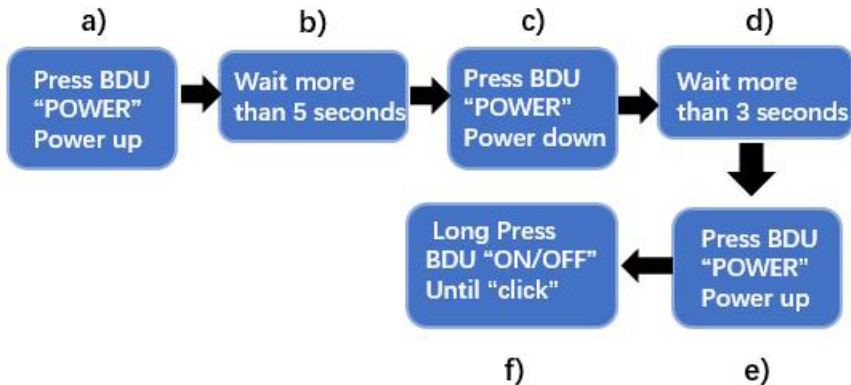 a)
b)
c)
d)
Press BDU
“POWER”
Power up
Wait more
than 5 seconds
Press BDU
“POWER”
Power down
Wait more
than 3 seconds
Press BDU
“POWER”
Power up
Long Press
BDU “ON/OFF”
Until “click”
f)
e)